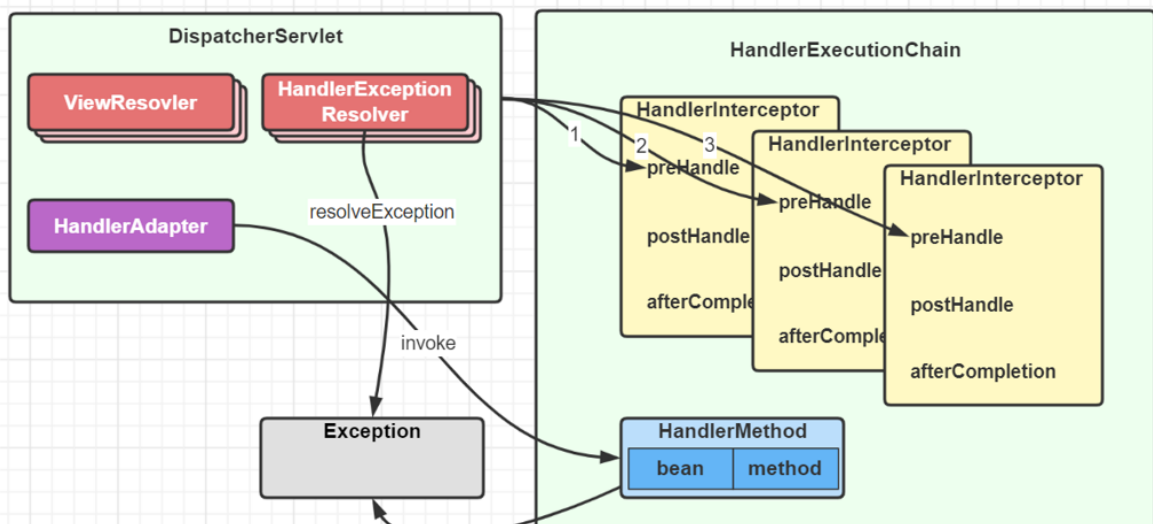 DispatcherServlet
ViewResovler
HandlerException
Resolver
HandlerAdapter
resolveException
invoke
Exception
HandlerExecutionChain
HandlerInterceptor
preHandle
postHandle
afterComple
HandlerInterceptor
preHandle
postHandle
afterComple
HandlerInterceptor
preHandle
postHandle
afterCompletion
1
2
3
HandlerMethod
bean
method